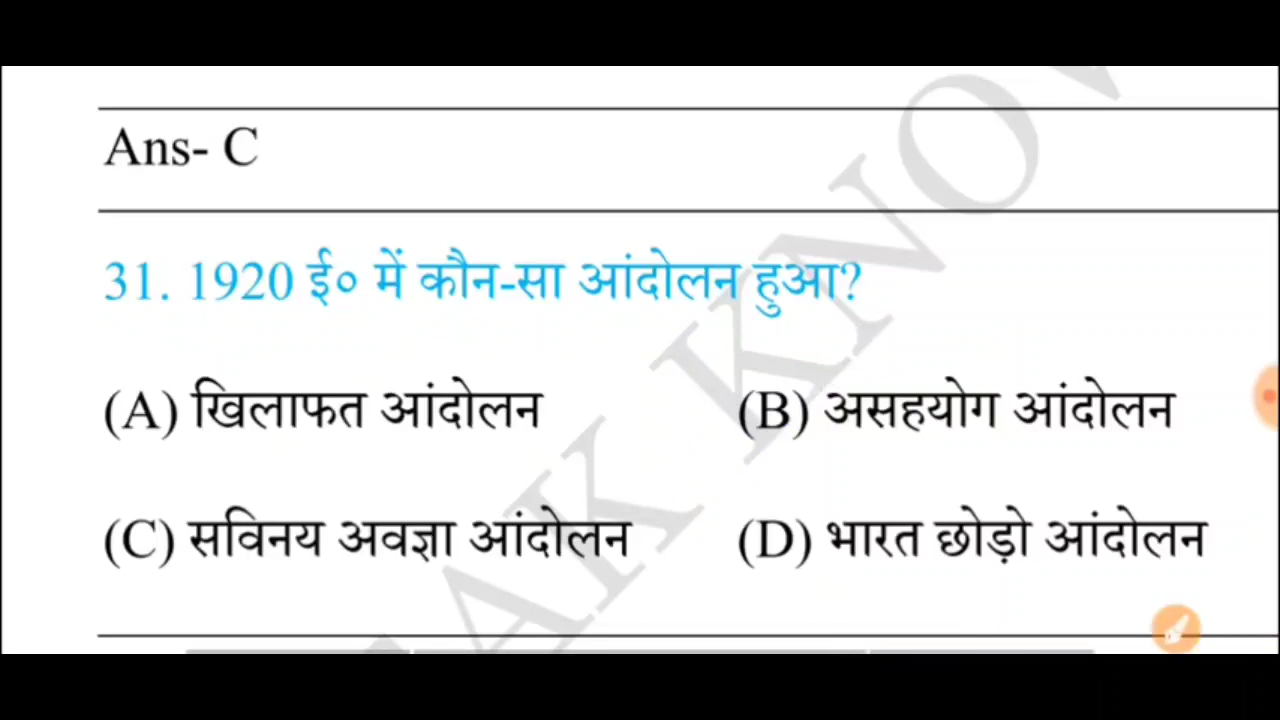 Ans- C
31. 1920 ई० में कौन-सा आंदोलन हुआ?
(A) खिलाफत आंदोलन (B) असहयोग आंदोलन
(C) सविनय अवज्ञा आंदोलन (D) भारत छोड़ो आंदोलन